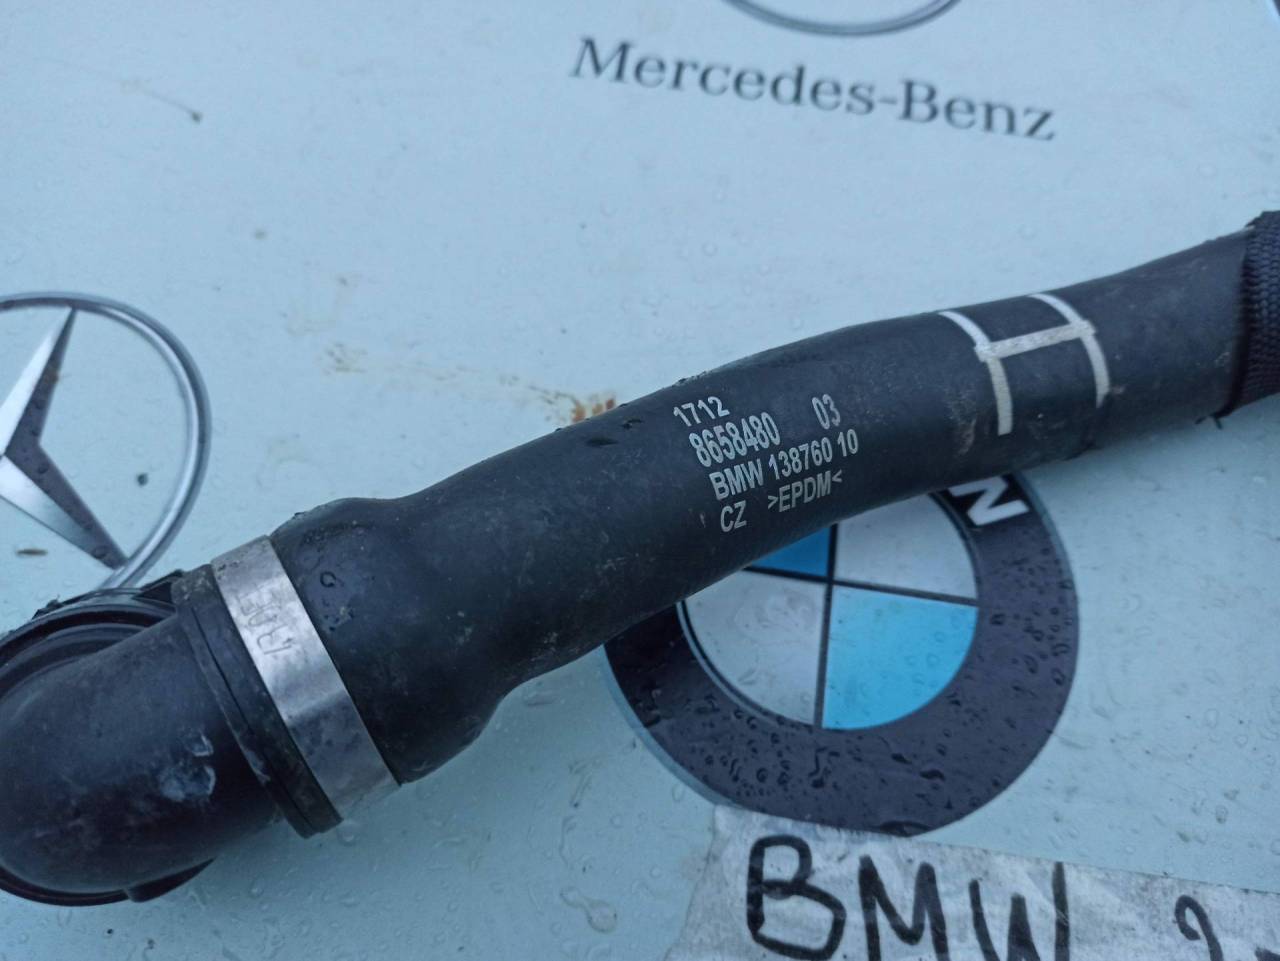 Mercedes-Benz
1712
8658480 03
BMW 138760 10
CZ >EPDM<
BMW